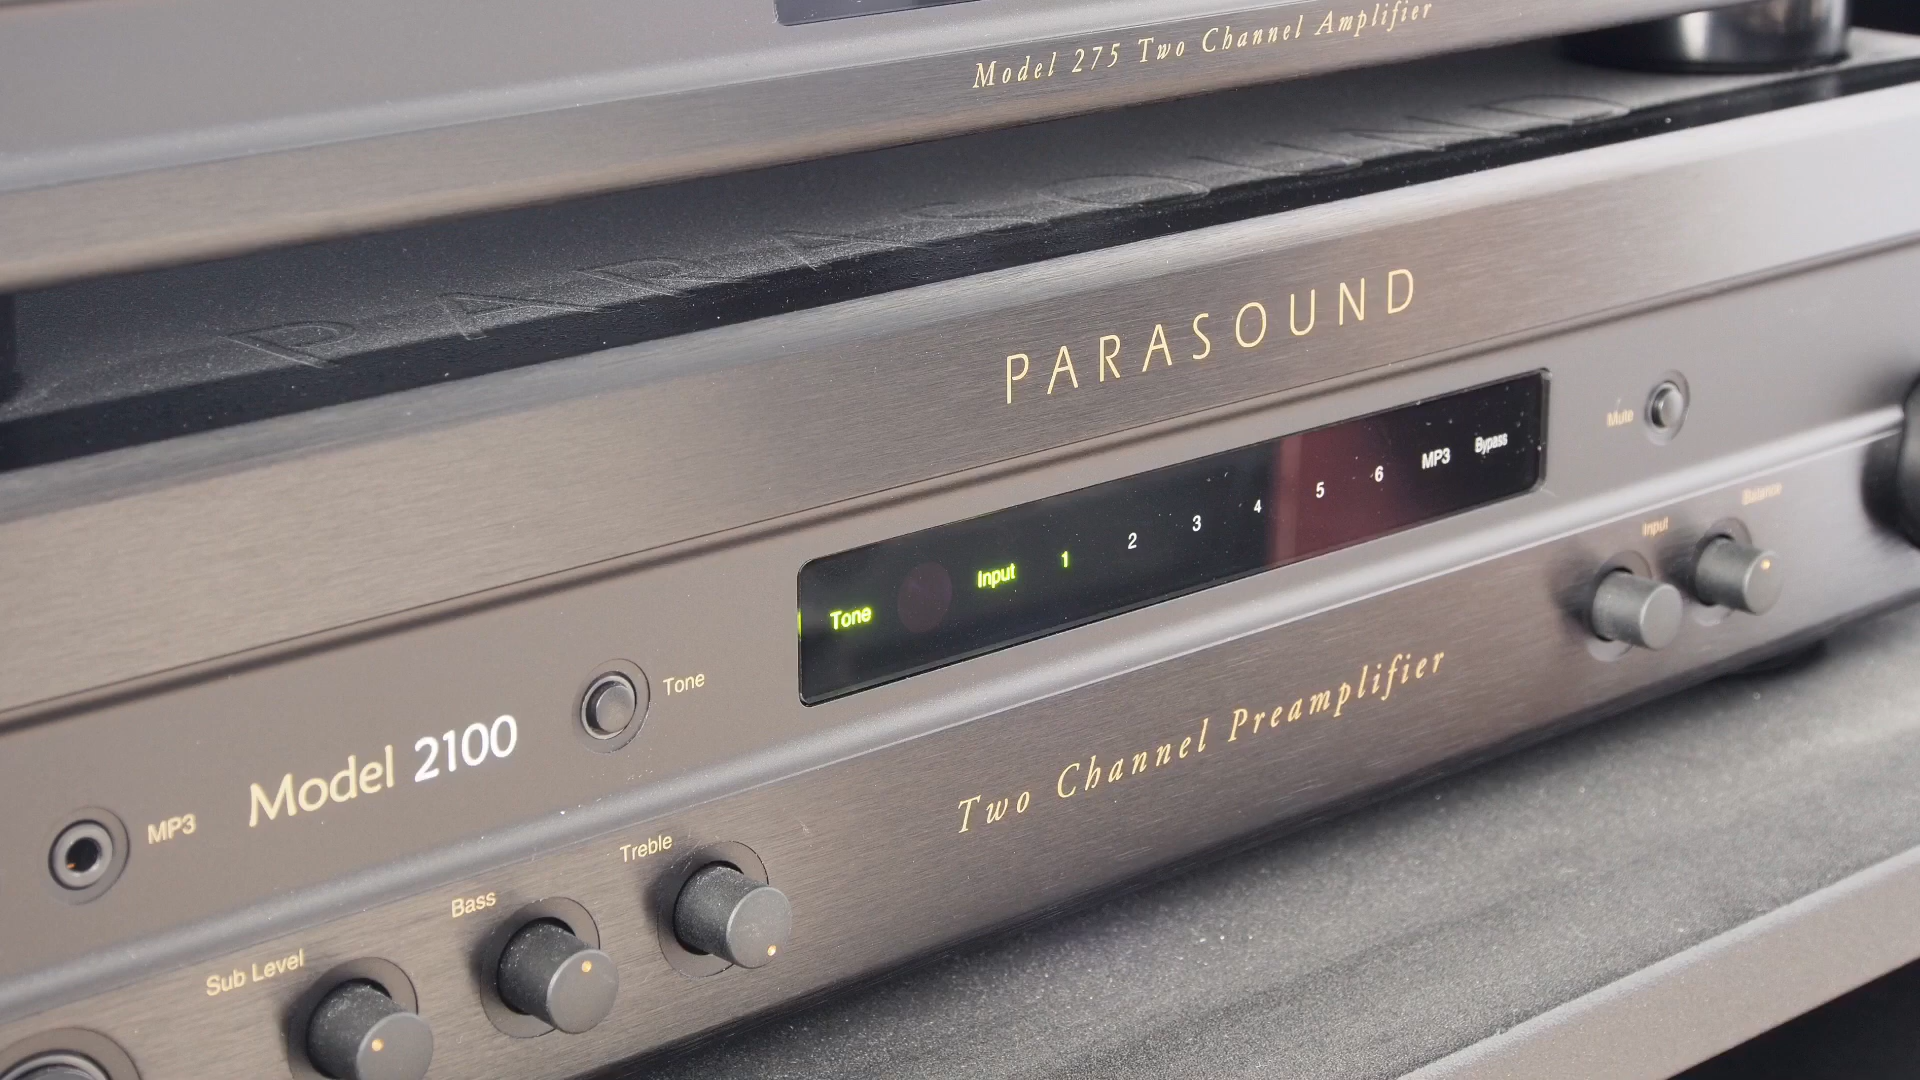 Model 275 Two Channel Amplifier
PARASOUND
PARASOUND
Mute
Tone Input 1 2 3 4 5 6 MP3 Bypass
Input Balance
Tone
Model 2100
MP3
Two Channel Preamplifier
Treble
Bass
Sub Level